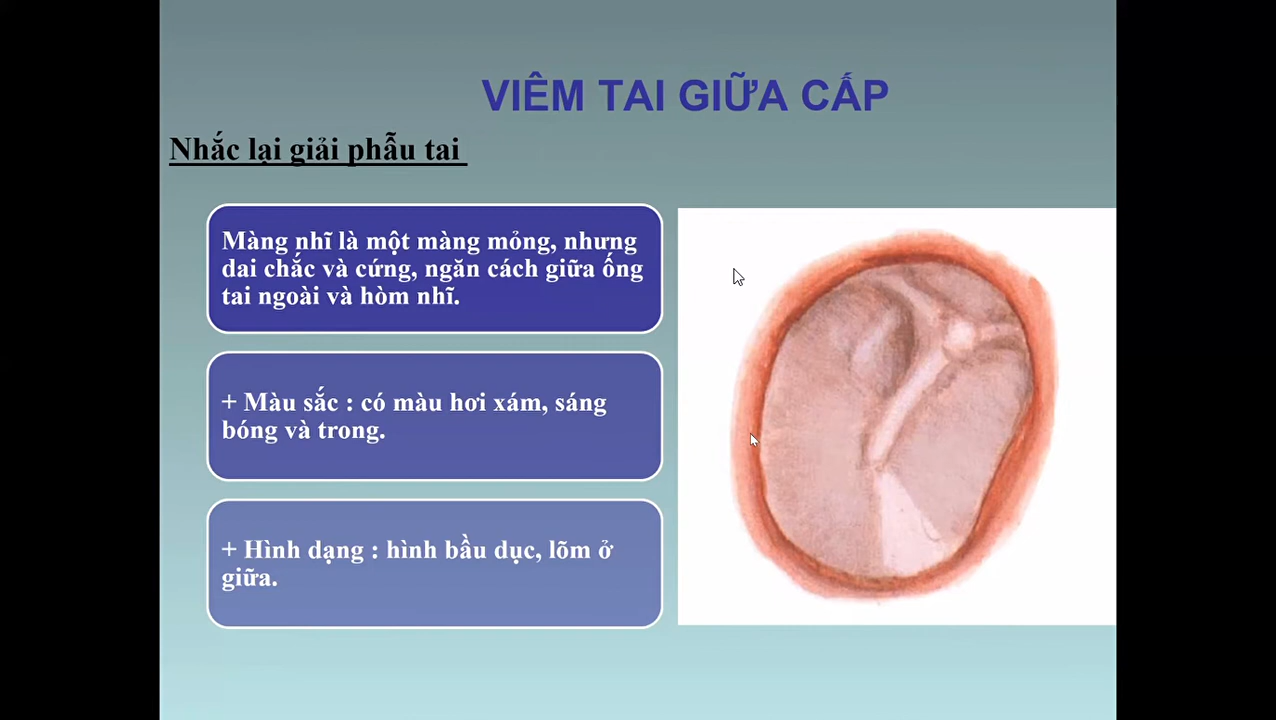 VIÊM TAI GIỮA CẤP
Nhắc lại giải phẫu tai
Màng nhĩ là một màng mỏng, nhưng
dai chắc và cứng, ngăn cách giữa ống
tai ngoài và hòm nhĩ.
+ Màu sắc : có màu hơi xám, sáng
bóng và trong.
+ Hình dạng : hình bầu dục, lõm ở
giữa.